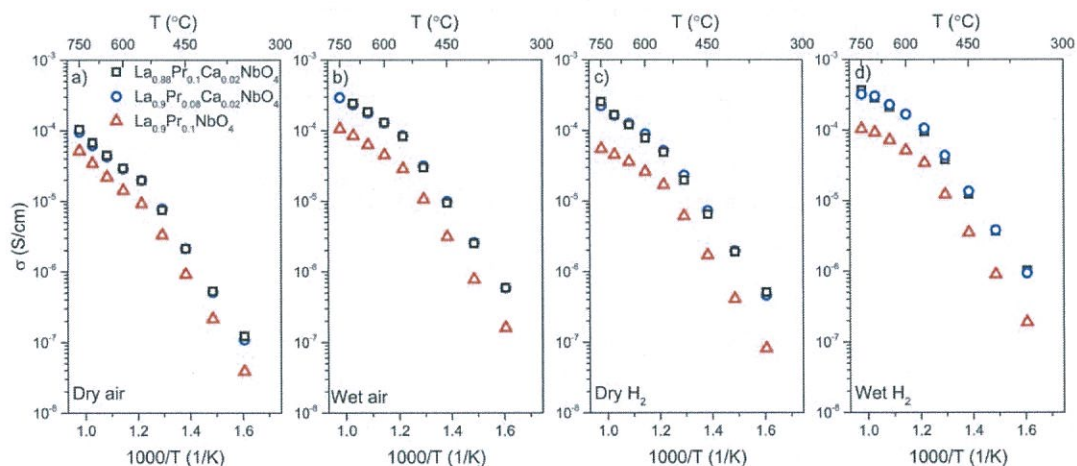 T (°C)
750 600 450 300
T (°C)
750 600 450 300
T (°C)
750 600 450 300
T (°C)
750 600 450 300
σ (S/cm)
10⁻³
10⁻⁴
10⁻⁵
10⁻⁶
10⁻⁷
10⁻⁸
a)
La₀.₈₈Pr₀.₁Ca₀.₀₂NbO₄
La₀.₉Pr₀.₀₈Ca₀.₀₂NbO₄
La₀.₉Pr₀.₁NbO₄
Dry air
1.0 1.2 1.4 1.6
1000/T (1/K)
10⁻³
10⁻⁴
10⁻⁵
10⁻⁶
10⁻⁷
10⁻⁸
b)
Wet air
1.0 1.2 1.4 1.6
1000/T (1/K)
10⁻³
10⁻⁴
10⁻⁵
10⁻⁶
10⁻⁷
10⁻⁸
c)
Dry H₂
1.0 1.2 1.4 1.6
1000/T (1/K)
10⁻³
10⁻⁴
10⁻⁵
10⁻⁶
10⁻⁷
10⁻⁸
d)
Wet H₂
1.0 1.2 1.4 1.6
1000/T (1/K)